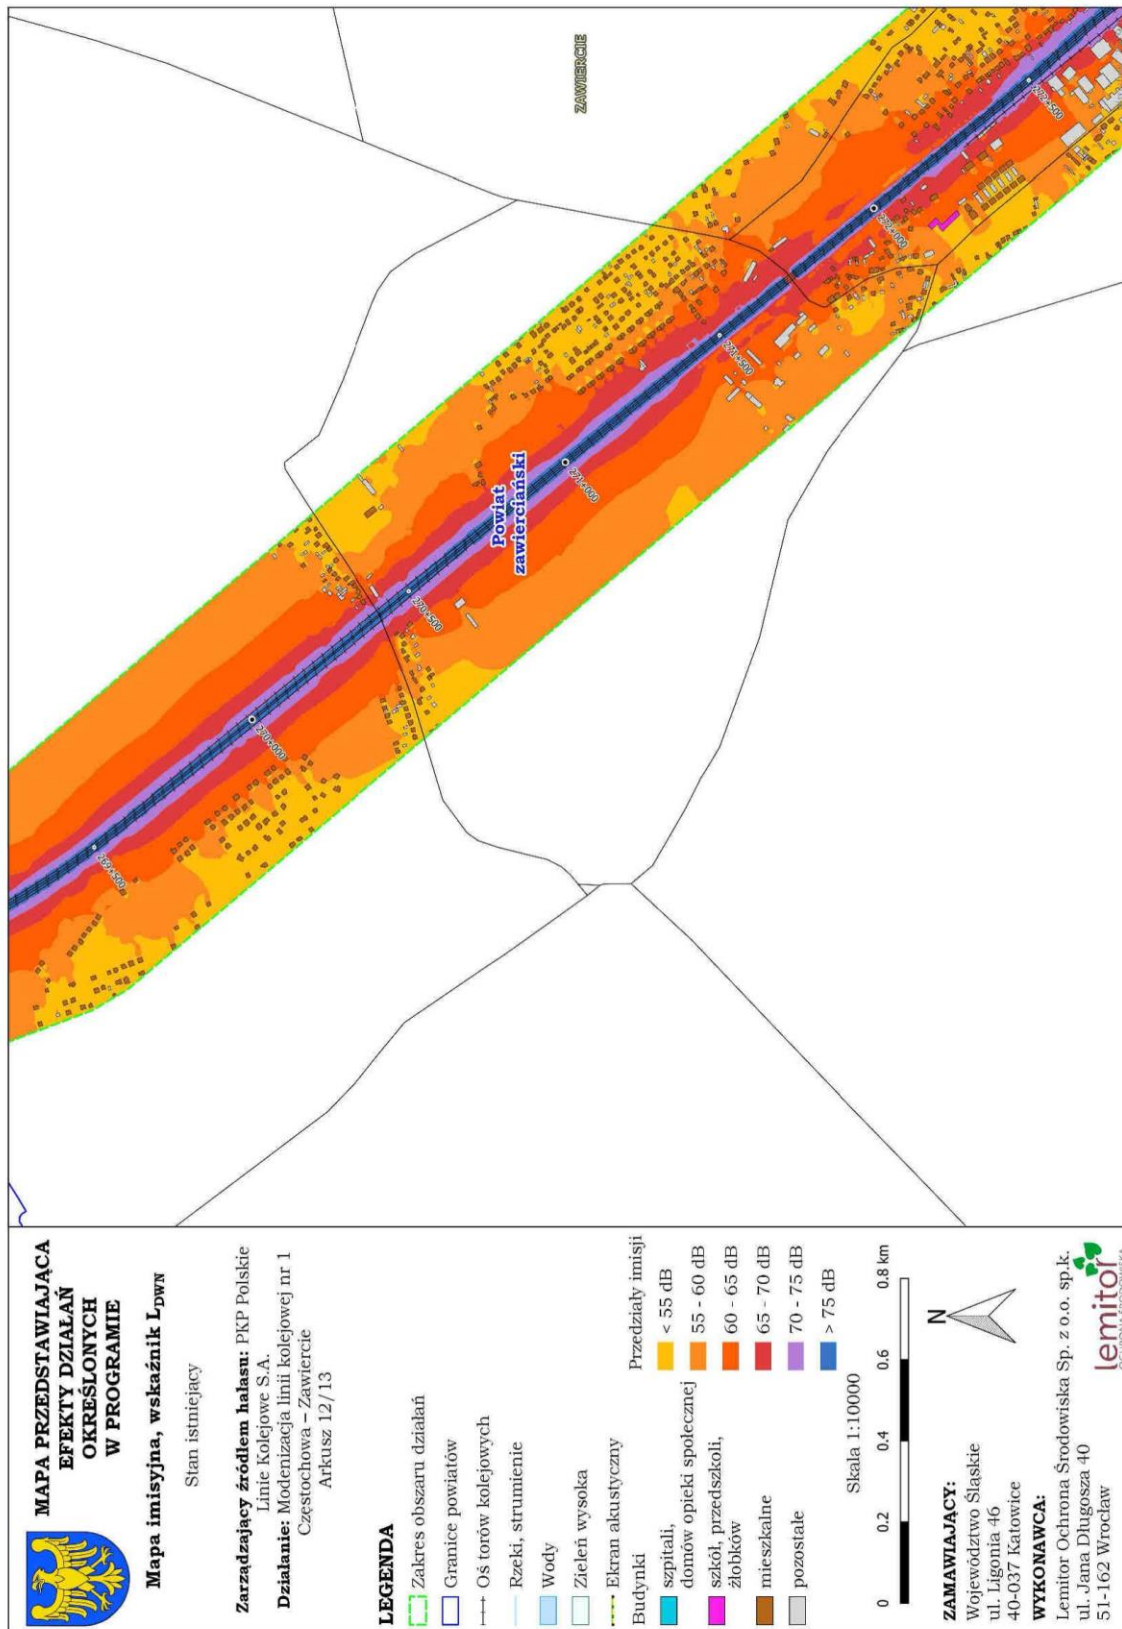 MAPA PRZEDSTAWIAJĄCA
EFEKTY DZIAŁAŃ
OKREŚLONYCH
W PROGRAMIE
Mapa imisyjna, wskaźnik LDWN
Stan istniejacy
Zarządzający źródłem hałasu: PKP Polskie
Linie Kolejowe S.A.
Działanie: Modenizacja linii kolejowej nr 1
Częstochowa – Zawiercie
Arkusz 12/13
LEGENDA
Zakres obszaru działań
Granice powiatów
Oś torów kolejowych
Rzeki, strumienie
Wody
Zieleń wysoka
Ekran akustyczny
Budynki
szpitali,
domów opieki społecznej
szkół, przedszkoli,
żłobków
mieszkalne
pozostałe
Przedziały imisji
< 55 dB
55 - 60 dB
60 - 65 dB
65 - 70 dB
70 - 75 dB
> 75 dB
Skala 1:10000
0 0.2 0.4 0.6 0.8 km
N
ZAMAWIAJĄCY:
Województwo Śląskie
ul. Ligonia 46
40-037 Katowice
WYKONAWCA:
Lemitor Ochrona Środowiska Sp. z o.o. sp.k.
ul. Jana Długosza 40
51-162 Wrocław
lemitor
269+500
270+000
270+500
Powiat
zawierciański
271+000
271+500
272+000
272+500
ZAWIERCIE